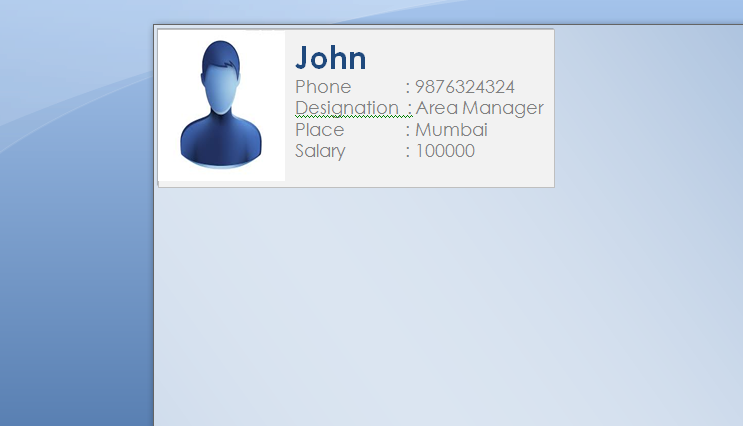 John
Phone : 9876324324
Designation : Area Manager
Place : Mumbai
Salary : 100000